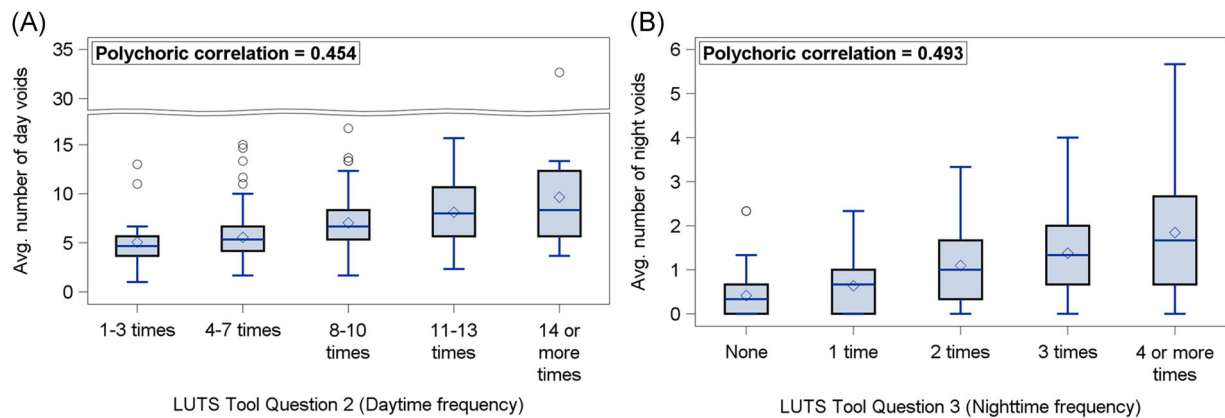 (A)
Polychoric correlation = 0.454
Avg. number of day voids
35
30
15
10
5
0
1-3 times
4-7 times
8-10
times
11-13
times
14 or
more
times
LUTS Tool Question 2 (Daytime frequency)
(B)
Polychoric correlation = 0.493
Avg. number of night voids
6
5
4
3
2
1
0
None
1 time
2 times
3 times
4 or more
times
LUTS Tool Question 3 (Nighttime frequency)